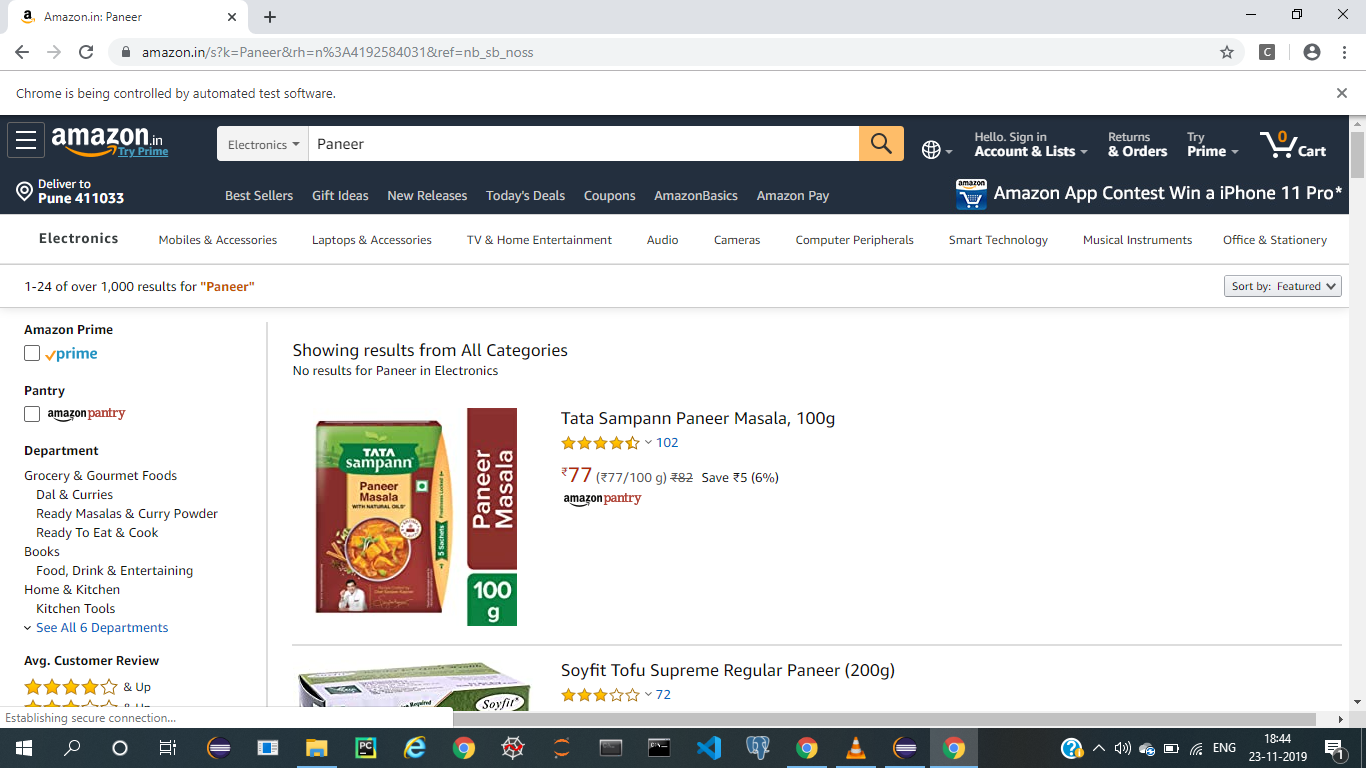 Amazon.in: Paneer
amazon.in/s?k=Paneer&rh=n%3A4192584031&ref=nb_sb_noss
C
Chrome is being controlled by automated test software.
amazon.in
Try Prime
Electronics
Paneer
Hello. Sign in
Account & Lists
Returns
& Orders
Try
Prime
0
Cart
Deliver to
Pune 411033
Best Sellers Gift Ideas New Releases Today's Deals Coupons AmazonBasics Amazon Pay
amazon
Amazon App Contest Win a iPhone 11 Pro*
Electronics Mobiles & Accessories Laptops & Accessories TV & Home Entertainment Audio Cameras Computer Peripherals Smart Technology Musical Instruments Office & Stationery
1-24 of over 1,000 results for "Paneer"
Sort by: Featured
Amazon Prime
prime
Pantry
amazon pantry
Department
Grocery & Gourmet Foods
Dal & Curries
Ready Masalas & Curry Powder
Ready To Eat & Cook
Books
Food, Drink & Entertaining
Home & Kitchen
Kitchen Tools
See All 6 Departments
Avg. Customer Review
& Up
& Up
Showing results from All Categories
No results for Paneer in Electronics
TATA
sampann
Paneer
Masala
WITH NATURAL OILS*
5 Sachets
Paneer
Masala
100
g
Tata Sampann Paneer Masala, 100g
102
₹77 (₹77/100 g) ₹82 Save ₹5 (6%)
amazon pantry
Soyfit
Soyfit Tofu Supreme Regular Paneer (200g)
72
Establishing secure connection...
PC
ENG
18:44
23-11-2019
1